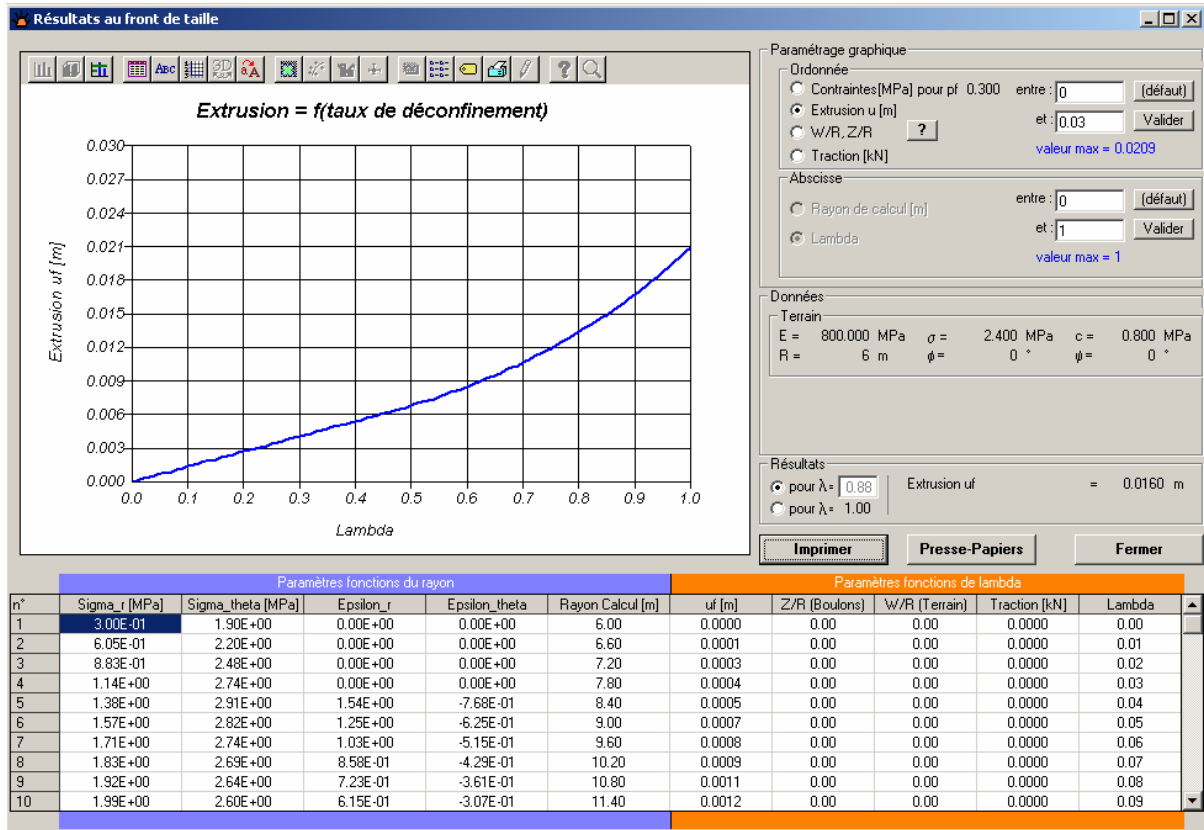 Résultats au front de taille
ABC
3D
Extrusion = f(taux de déconfinement)
0.030
0.027
0.024
0.021
0.018
0.015
0.012
0.009
0.006
0.003
0.000
Extrusion uf [m]
0.0 0.1 0.2 0.3 0.4 0.5 0.6 0.7 0.8 0.9 1.0
Lambda
Paramétrage graphique
Ordonnée
Contraintes[MPa] pour pf 0.300 entre : 0 (défaut)
Extrusion u [m] et : 0.03 Valider
W/R, Z/R ?
valeur max = 0.0209
Traction [kN]
Abscisse
entre : 0 (défaut)
Rayon de calcul [m]
et : 1 Valider
Lambda
valeur max = 1
Données
Terrain
E = 800.000 MPa σ = 2.400 MPa c = 0.800 MPa
R = 6 m ϕ = 0 ° ψ = 0 °
Résultats
pour λ = 0.88 Extrusion uf = 0.0160 m
pour λ = 1.00
Imprimer Presse-Papiers Fermer
Paramètres fonctions du rayon Paramètres fonctions de lambda
n° Sigma_r [MPa] Sigma_theta [MPa] Epsilon_r Epsilon_theta Rayon Calcul [m] uf [m] Z/R (Boulons) W/R (Terrain) Traction [KN] Lambda
1 3.00E-01 1.90E+00 0.00E+00 0.00E+00 6.00 0.0000 0.00 0.00 0.0000 0.00
2 6.05E-01 2.20E+00 0.00E+00 0.00E+00 6.60 0.0001 0.00 0.00 0.0000 0.01
3 8.83E-01 2.48E+00 0.00E+00 0.00E+00 7.20 0.0003 0.00 0.00 0.0000 0.02
4 1.14E+00 2.74E+00 0.00E+00 0.00E+00 7.80 0.0004 0.00 0.00 0.0000 0.03
5 1.38E+00 2.91E+00 1.54E+00 -7.68E-01 8.40 0.0005 0.00 0.00 0.0000 0.04
6 1.57E+00 2.82E+00 1.25E+00 -6.25E-01 9.00 0.0007 0.00 0.00 0.0000 0.05
7 1.71E+00 2.74E+00 1.03E+00 -5.15E-01 9.60 0.0008 0.00 0.00 0.0000 0.06
8 1.83E+00 2.69E+00 8.58E-01 -4.29E-01 10.20 0.0009 0.00 0.00 0.0000 0.07
9 1.92E+00 2.64E+00 7.23E-01 -3.61E-01 10.80 0.0011 0.00 0.00 0.0000 0.08
10 1.99E+00 2.60E+00 6.15E-01 -3.07E-01 11.40 0.0012 0.00 0.00 0.0000 0.09